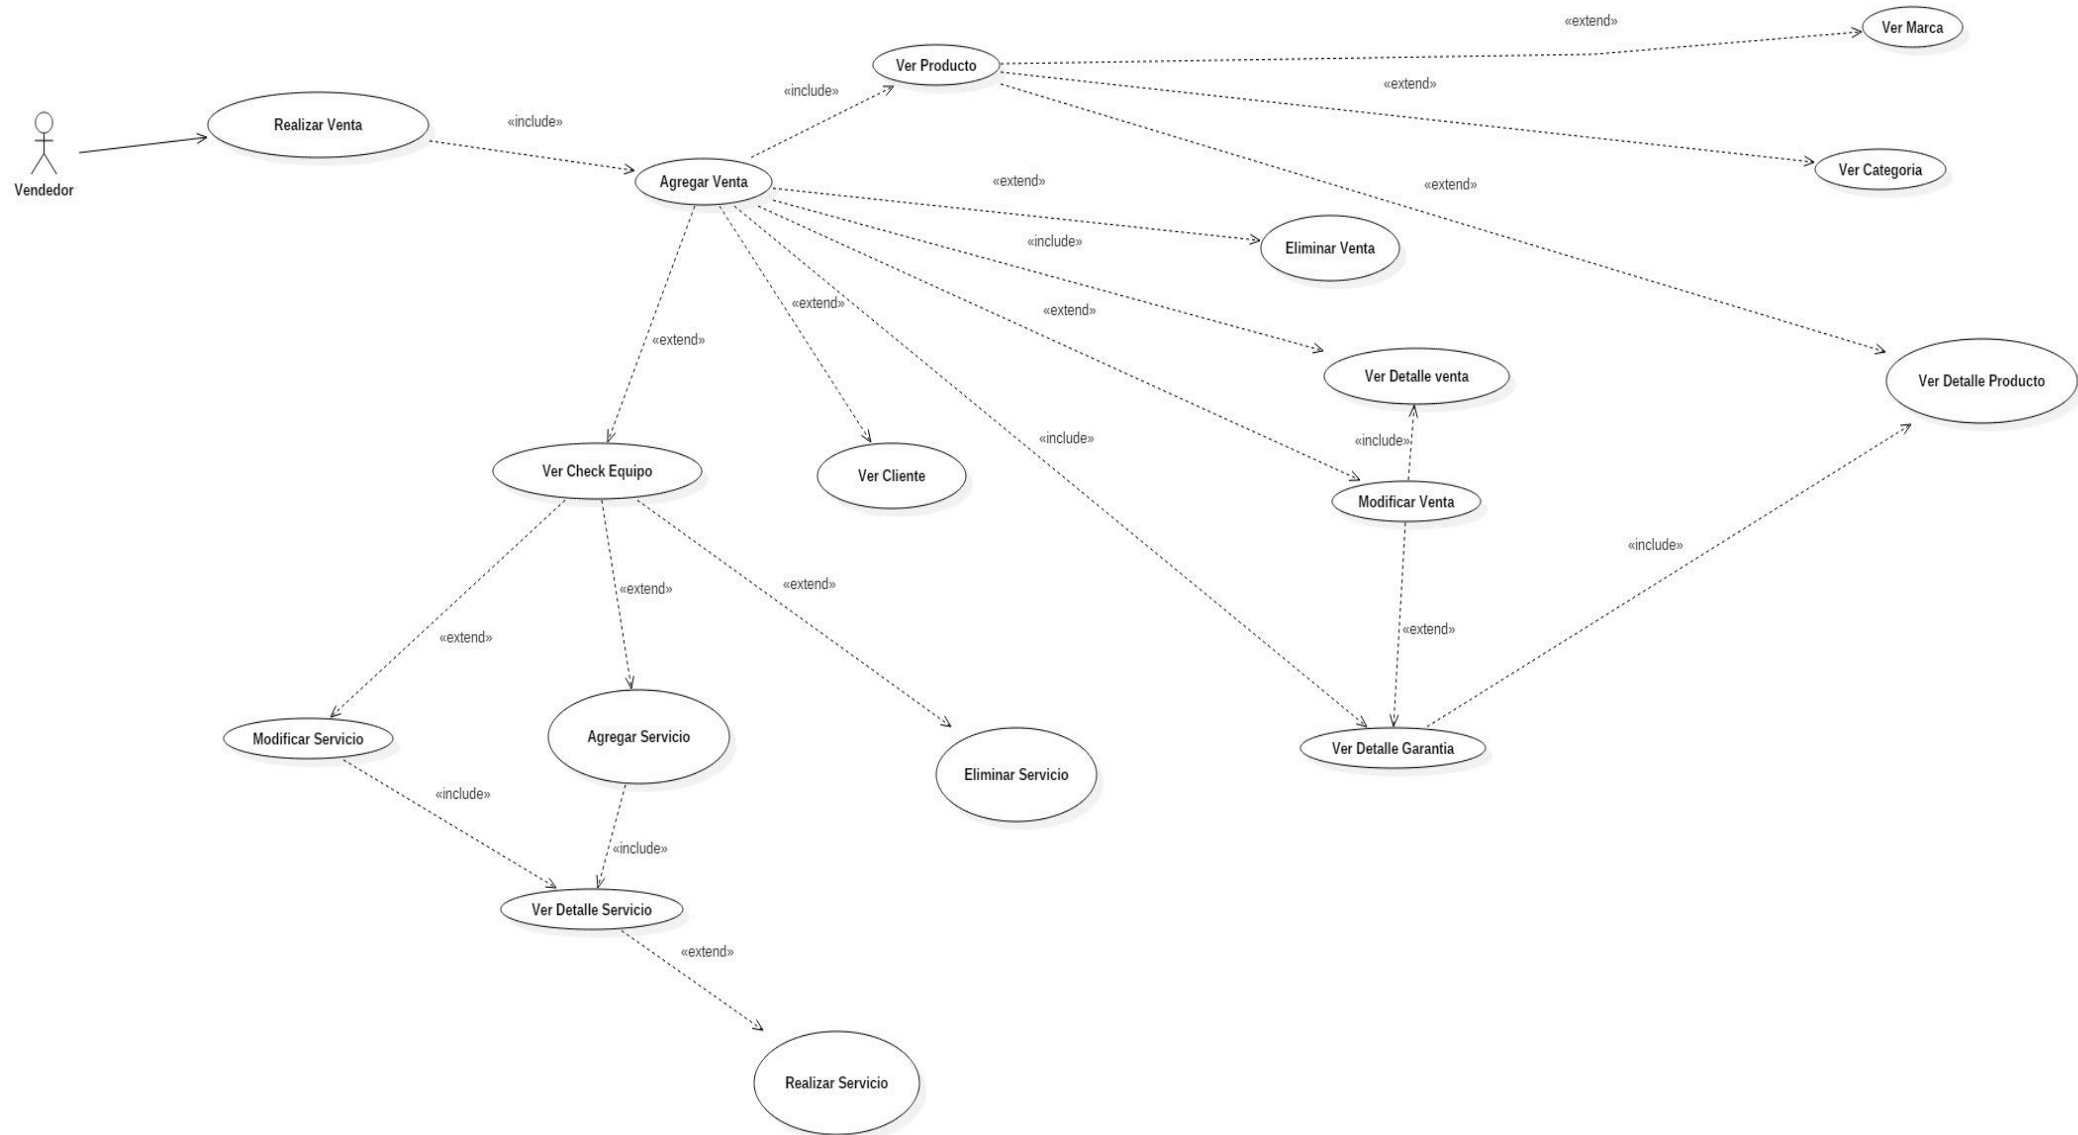 «extend»
Ver Marca
Ver Producto
«include»
«extend»
Realizar Venta
«include»
Vendedor
Agregar Venta
Ver Categoria
«extend»
«extend»
Eliminar Venta
«include»
«extend»
«extend»
«extend»
Ver Detalle venta
Ver Detalle Producto
«include»
«include»
Ver Check Equipo
Ver Cliente
Modificar Venta
«include»
«extend»
«extend»
«extend»
«extend»
Modificar Servicio
Agregar Servicio
Eliminar Servicio
Ver Detalle Garantia
«include»
«include»
Ver Detalle Servicio
«extend»
Realizar Servicio